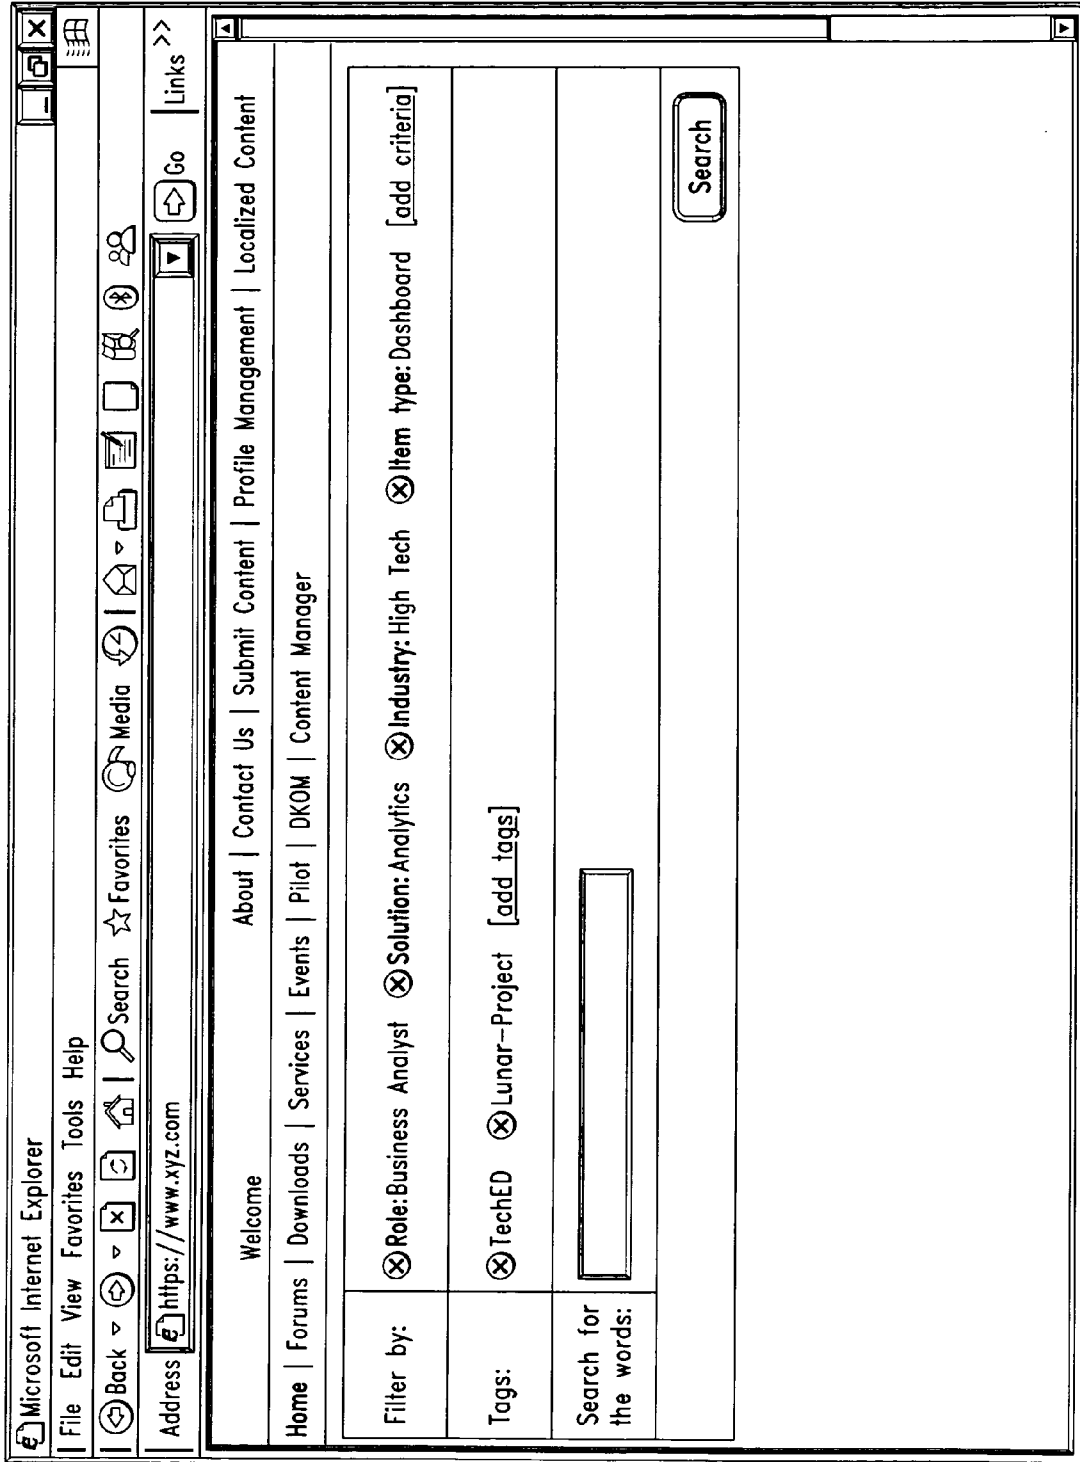 Microsoft Internet Explorer
File Edit View Favorites Tools Help
Back Search Favorites Media
Address https://www.xyz.com Go Links >>
Welcome About | Contact Us | Submit Content | Profile Management | Localized Content
Home | Forums | Downloads | Services | Events | Pilot | DKOM | Content Manager
Filter by: Role: Business Analyst Solution: Analytics Industry: High Tech Item type: Dashboard [add criteria]
Tags: TechED Lunar-Project [add tags]
Search for
the words:
Search